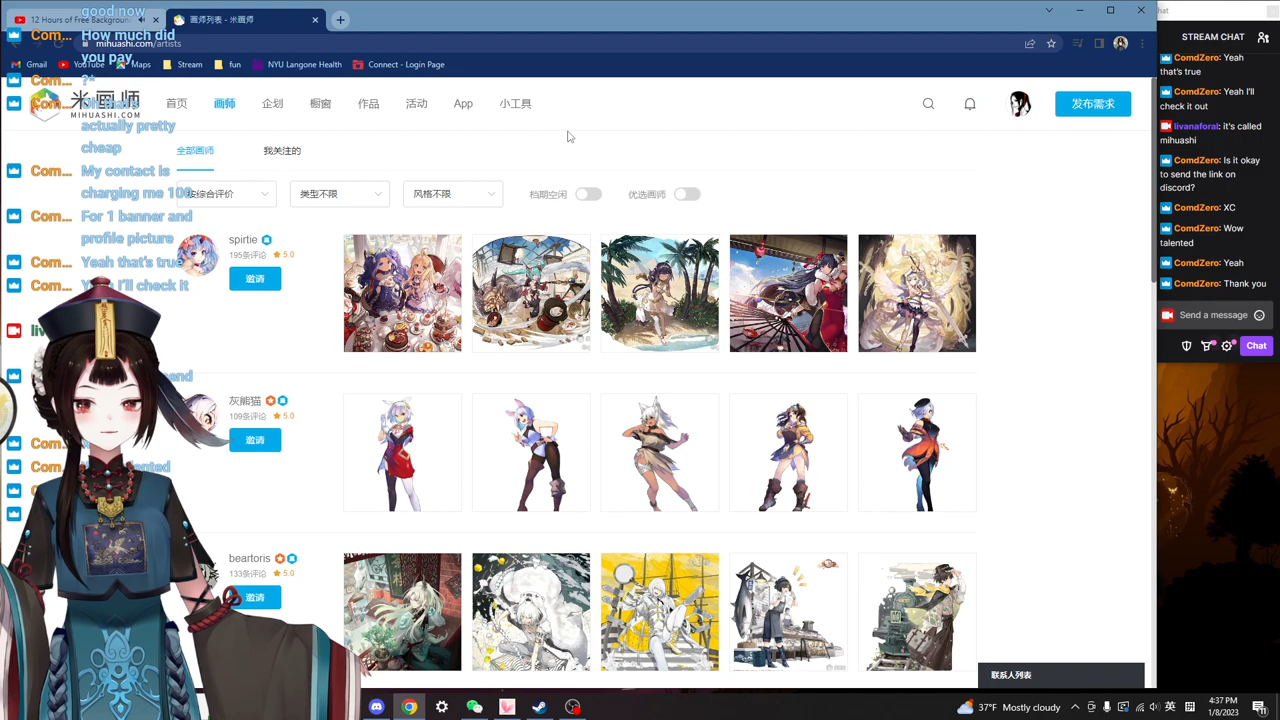 12 Hours of Free Backgroun
画师列表 - 米画师
mihuashi.com/artists
Gmail
YouTube
Maps
Stream
fun
NYU Langone Health
Connect - Login Page
good now
Com... How much did
you pay
Com... ?*
actually pretty
cheap
Com... My contact is
charging me 100
Com... For 1 banner and
profile picture
Com... Yeah that's true
Com... I'll check it
米画师
MIHUASHI.COM
首页
画师
企划
橱窗
作品
活动
App
小工具
发布需求
全部画师
我关注的
按综合评价
类型不限
风格不限
档期空闲
优选画师
spirtie
195条评论 5.0
邀请
灰熊猫
109条评论 5.0
邀请
beartoris
133条评论 5.0
邀请
联系人列表
STREAM CHAT
ComdZero: Yeah
that's true
ComdZero: Yeah I'll
check it out
livanaforal: it's called
mihuashi
ComdZero: Is it okay
to send the link on
discord?
ComdZero: XC
ComdZero: Wow
talented
ComdZero: Yeah
ComdZero: Thank you
Send a message
Chat
37°F Mostly cloudy
英
4:37 PM
1/8/2023